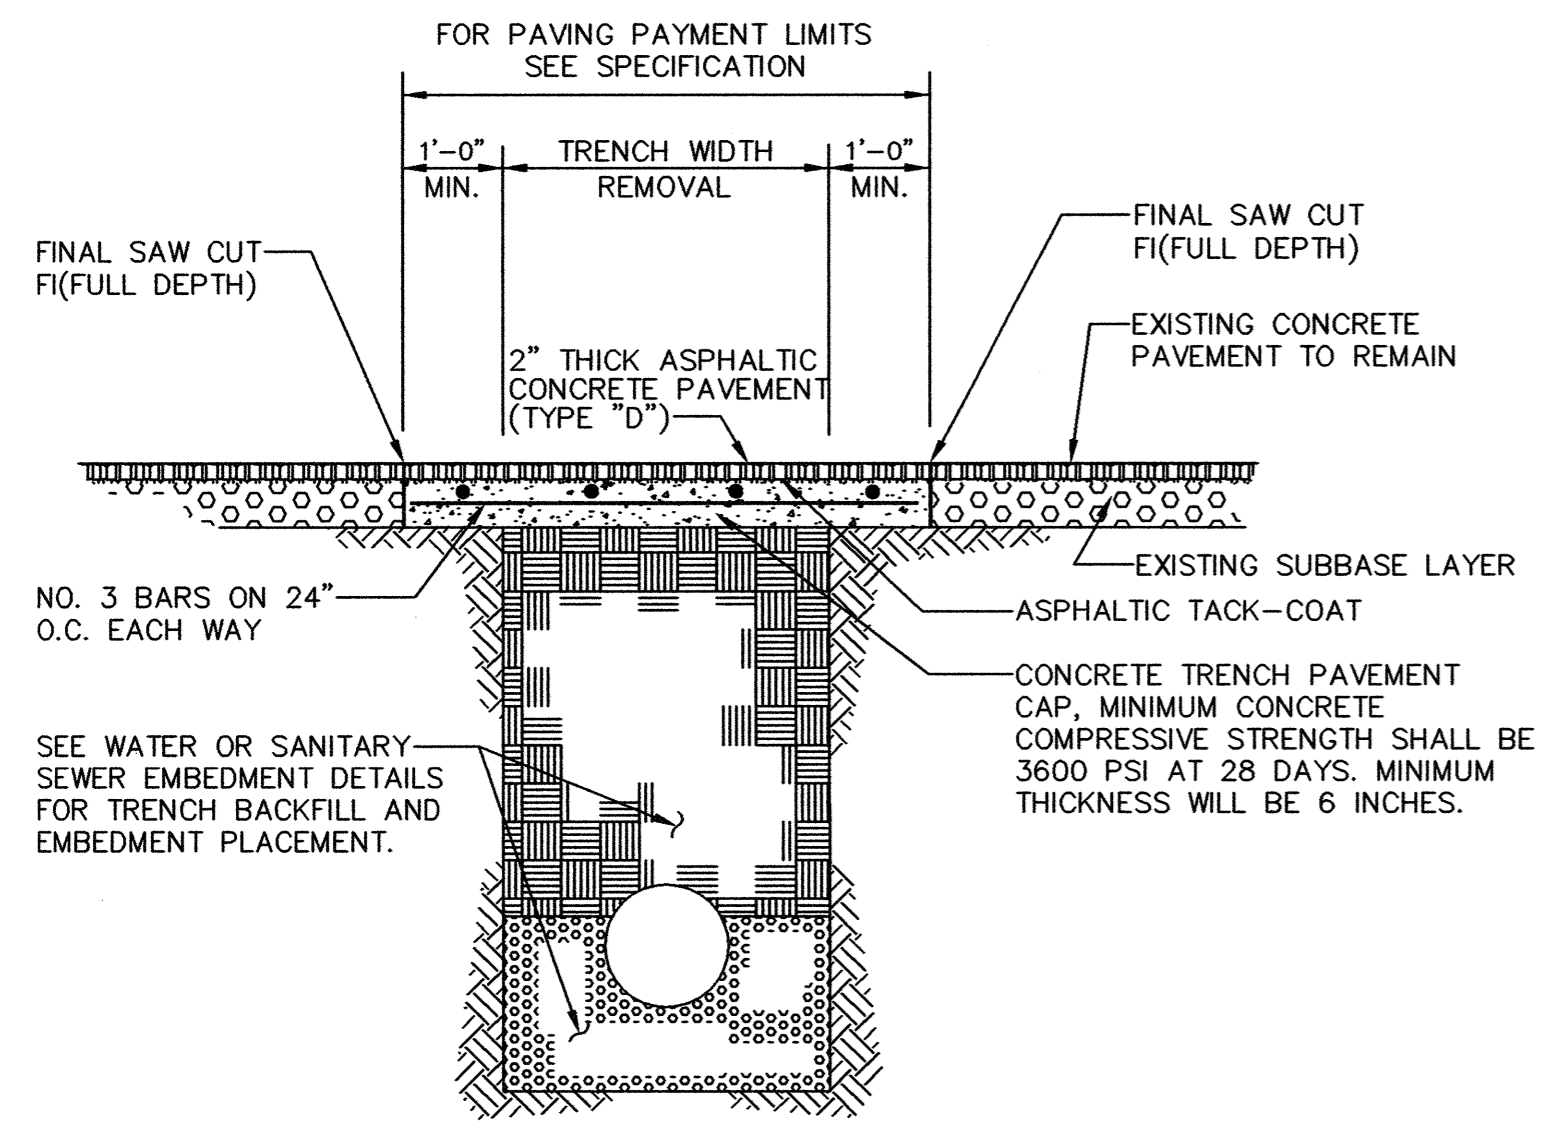 FOR PAVING PAYMENT LIMITS
SEE SPECIFICATION
1'-0"
MIN.
TRENCH WIDTH
REMOVAL
1'-0"
MIN.
FINAL SAW CUT
FI(FULL DEPTH)
FINAL SAW CUT
FI(FULL DEPTH)
EXISTING CONCRETE
PAVEMENT TO REMAIN
2" THICK ASPHALTIC
CONCRETE PAVEMENT
(TYPE "D")
EXISTING SUBBASE LAYER
NO. 3 BARS ON 24"
O.C. EACH WAY
ASPHALTIC TACK-COAT
CONCRETE TRENCH PAVEMENT
CAP, MINIMUM CONCRETE
COMPRESSIVE STRENGTH SHALL BE
3600 PSI AT 28 DAYS. MINIMUM
THICKNESS WILL BE 6 INCHES.
SEE WATER OR SANITARY
SEWER EMBEDMENT DETAILS
FOR TRENCH BACKFILL AND
EMBEDMENT PLACEMENT.